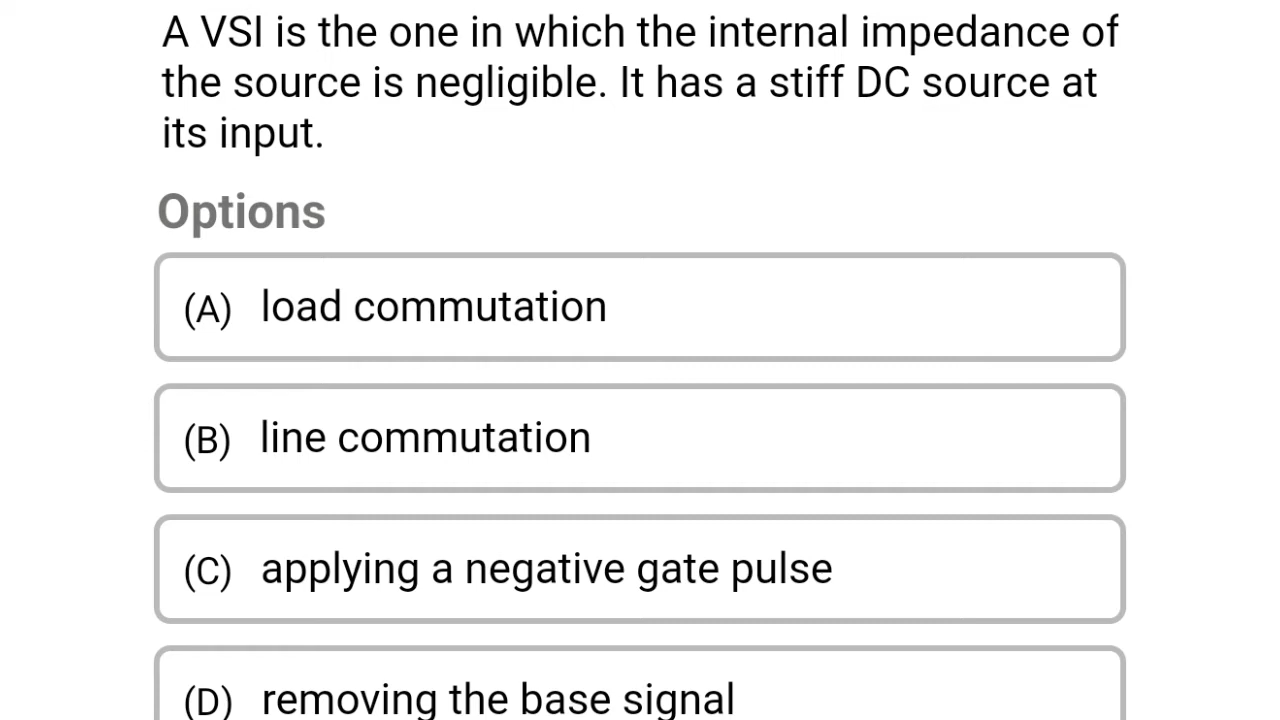 A VSI is the one in which the internal impedance of
the source is negligible. It has a stiff DC source at
its input.
Options
(A) load commutation
(B) line commutation
(C) applying a negative gate pulse
(D) removing the base signal